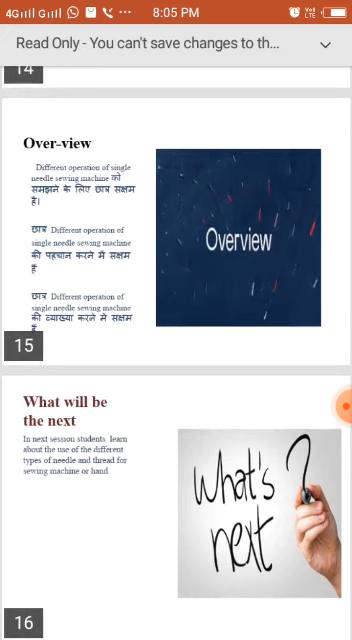 4G G 8:05 PM VoLTE
Read Only - You can't save changes to th...
14
Over-view
Different operation of single
needle sewing machine को
समझने के लिए छात्र सक्षम
है।
छात्र Different operation of
single needle sewing machine
की पहचान करने में सक्षम
हैं
छात्र Different operation of
single needle sewing machine
की व्याख्या करने में सक्षम
हैं
Overview
15
What will be
the next
In next session students learn
about the use of the different
types of needle and thread for
sewing machine or hand.
what's
next ?
16